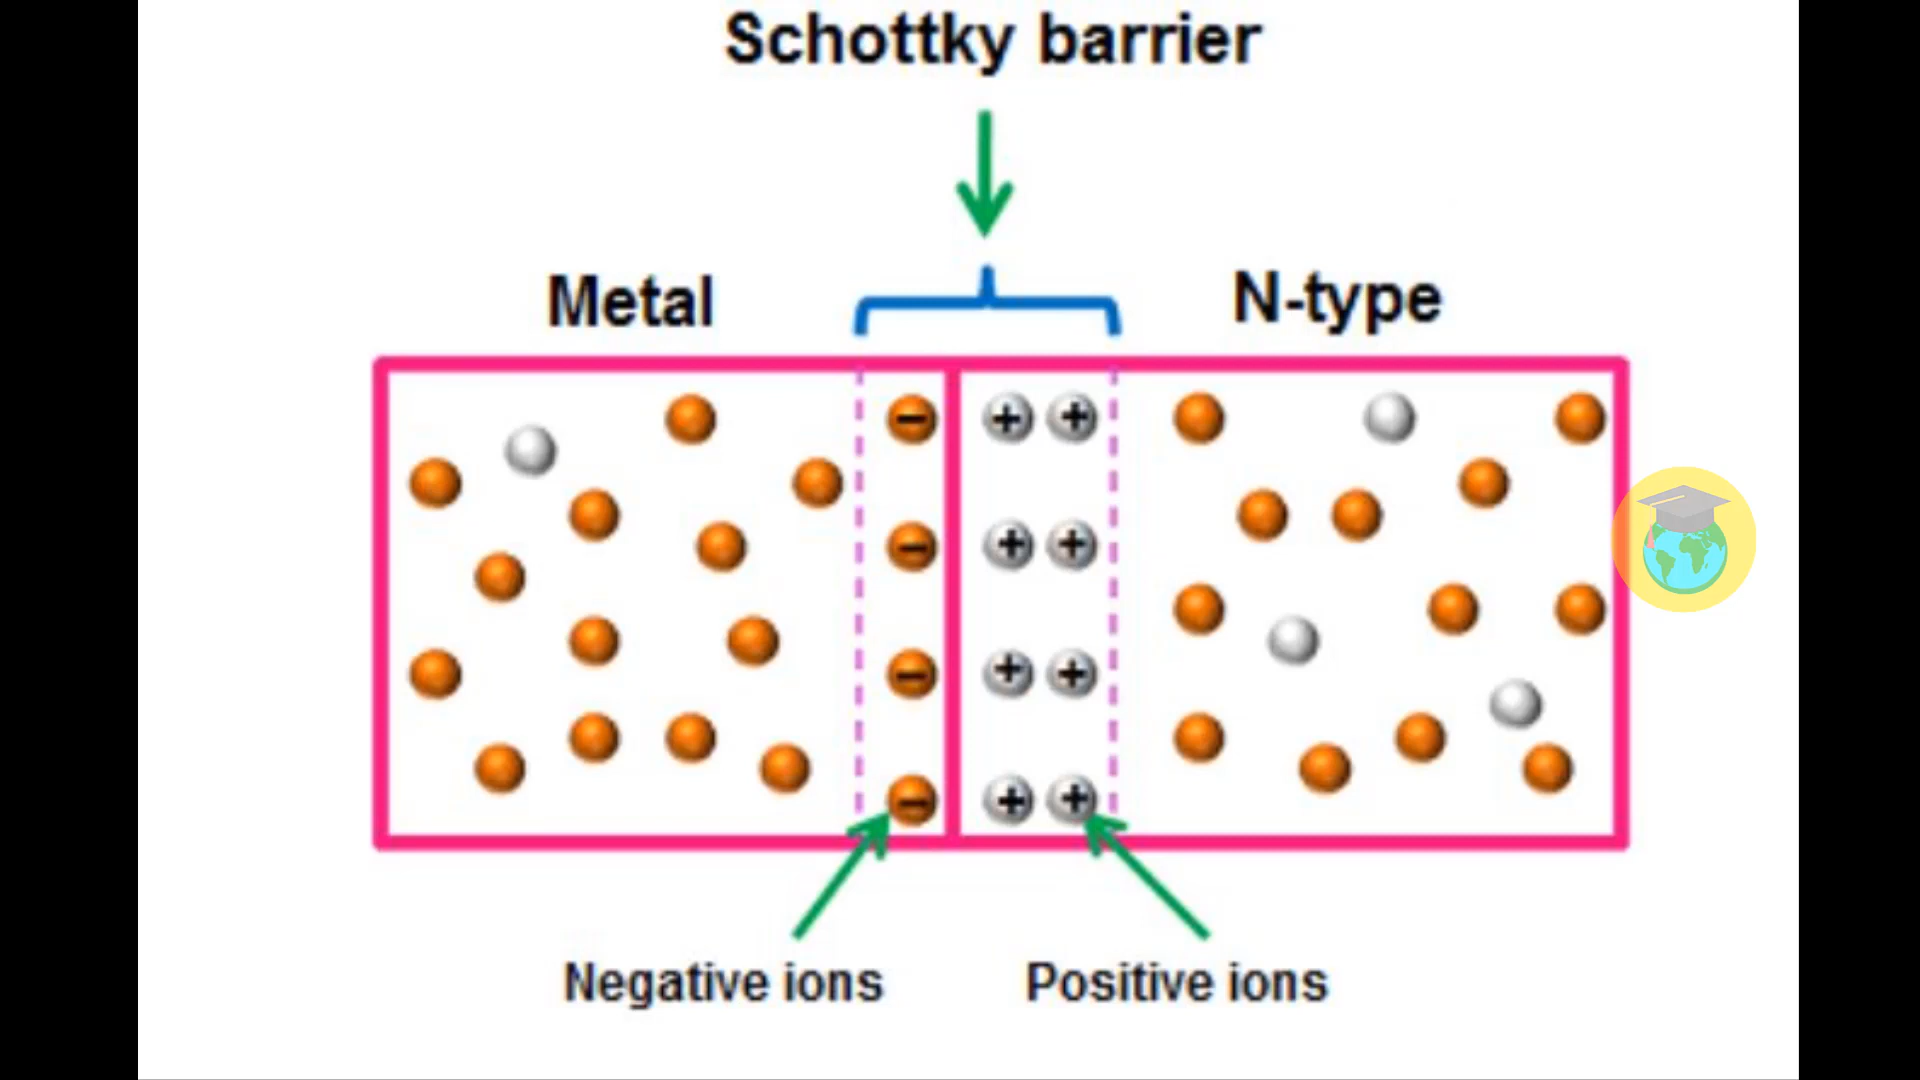 Schottky barrier
Metal
N-type
− + +
− + +
− + +
− + +
Negative ions
Positive ions